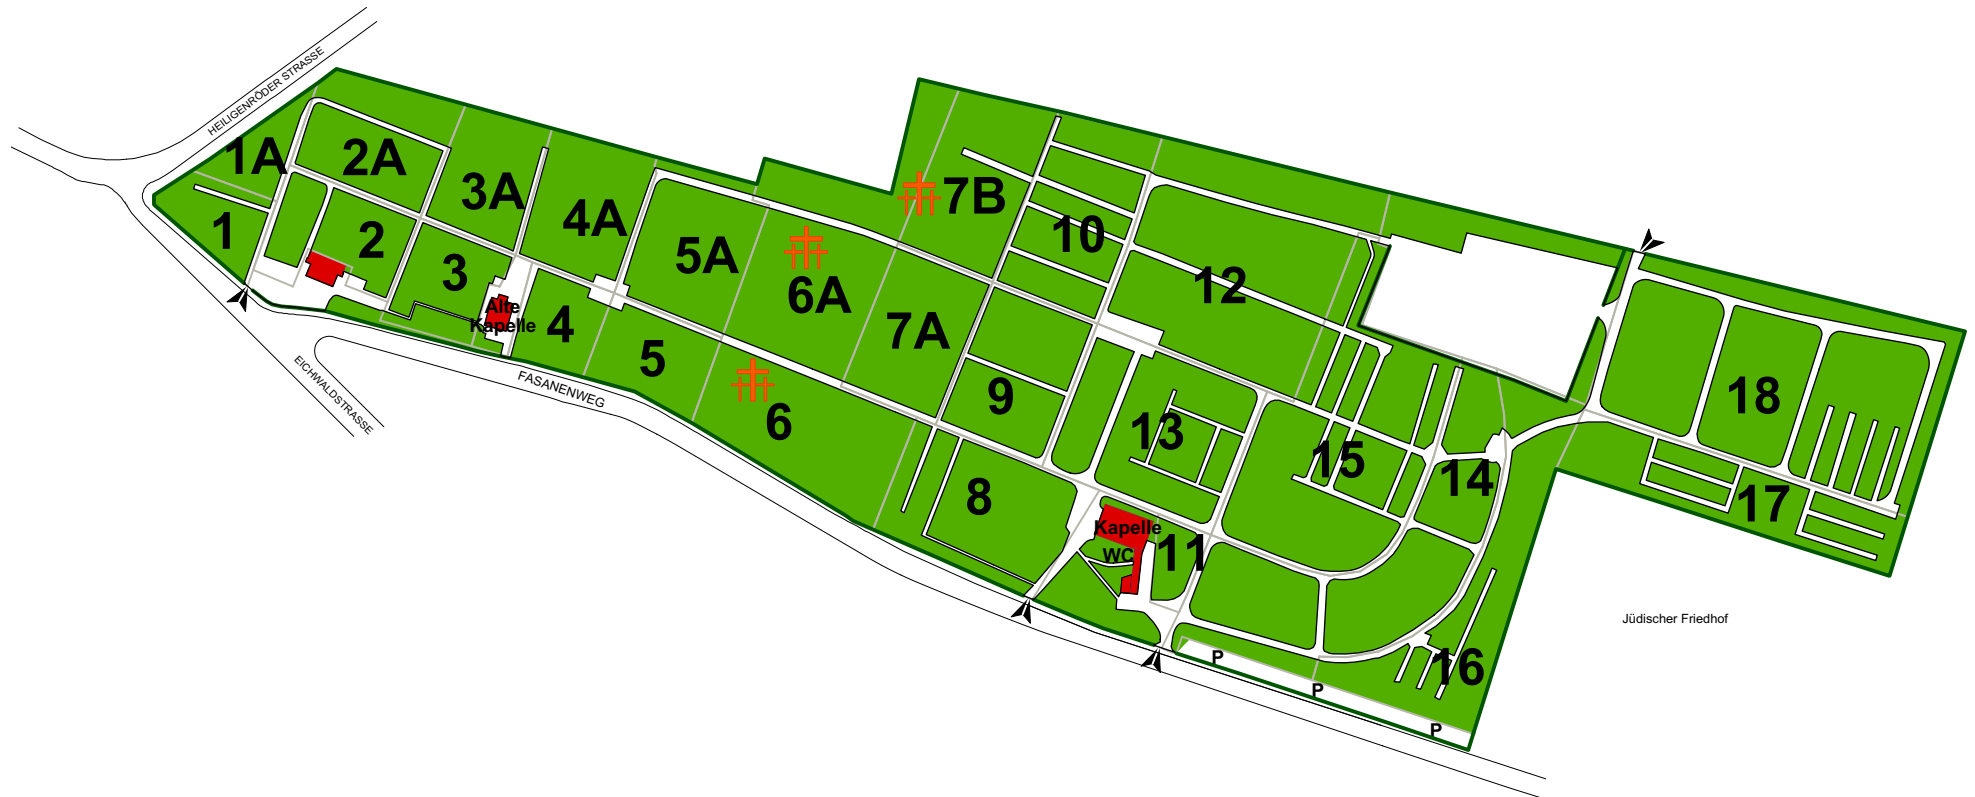 HEILIGENRÖDER STRASSE
1A
2A
3A
4A
5A
6A
7A
7B
10
12
1
2
3
Alte
Kapelle
4
5
6
9
13
15
14
18
17
8
Kapelle
WC
11
16
EICHWALDSTRASSE
FASANENWEG
Jüdischer Friedhof
P
P
P